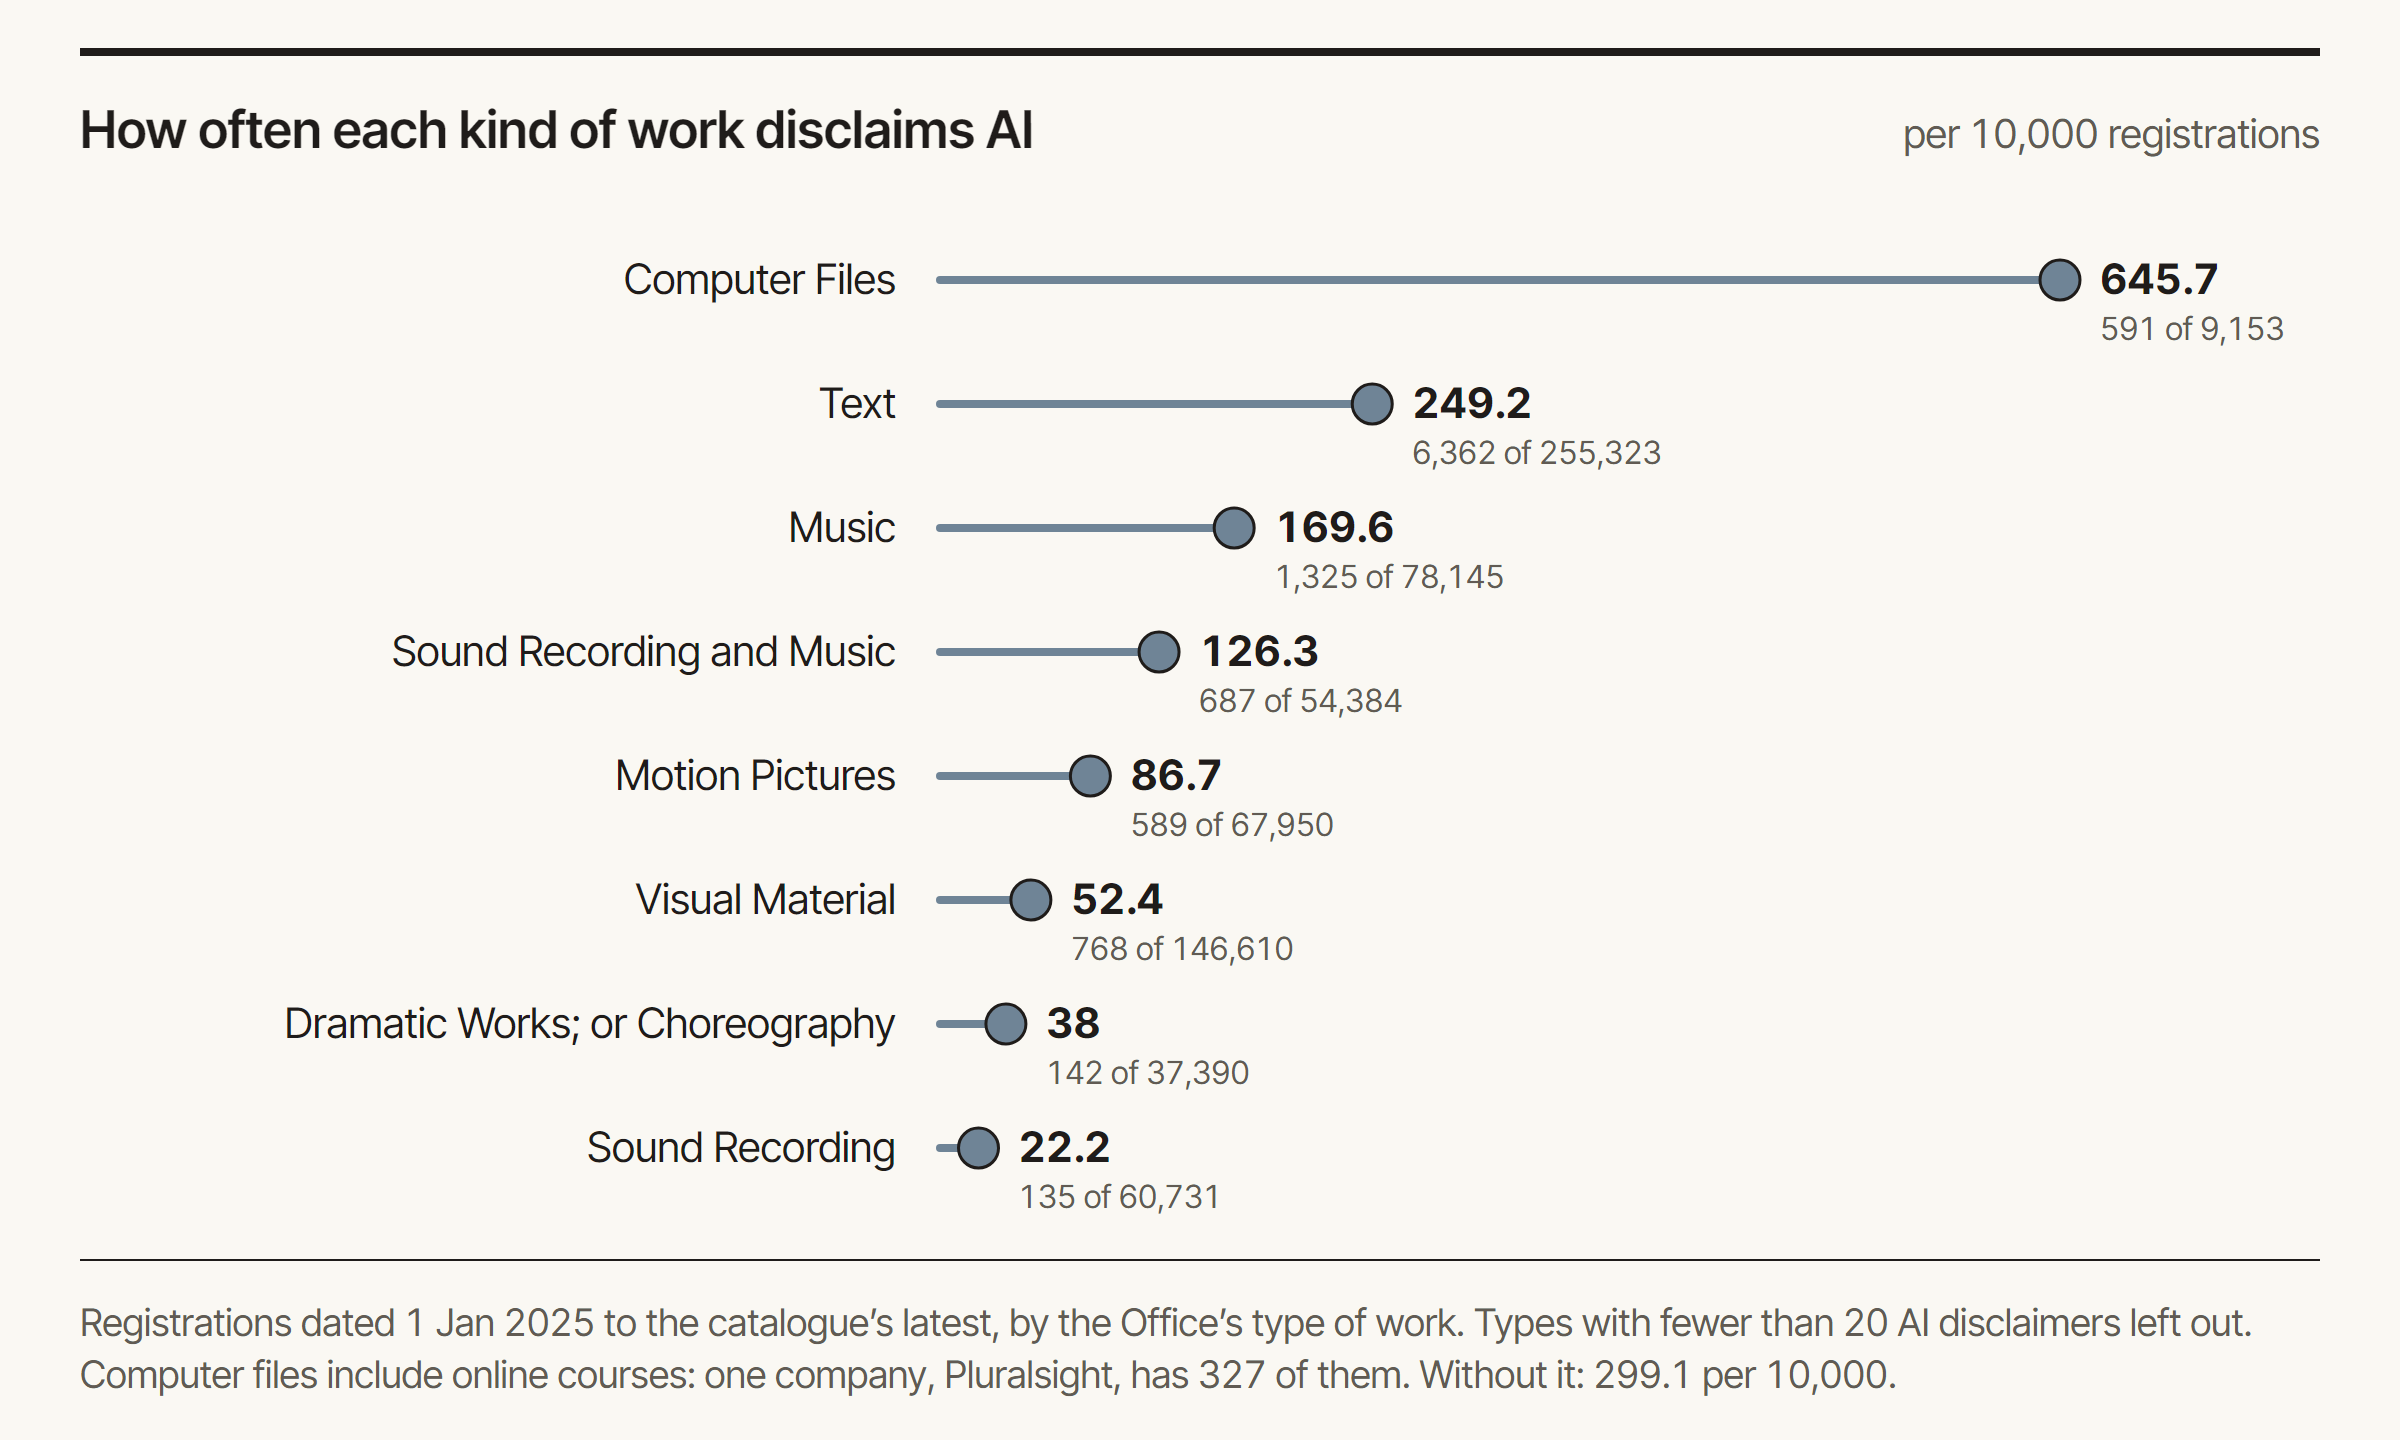 How often each kind of work disclaims AI
per 10,000 registrations
Computer Files
645.7
591 of 9,153
Text
249.2
6,362 of 255,323
Music
169.6
1,325 of 78,145
Sound Recording and Music
126.3
687 of 54,384
Motion Pictures
86.7
589 of 67,950
Visual Material
52.4
768 of 146,610
Dramatic Works; or Choreography
38
142 of 37,390
Sound Recording
22.2
135 of 60,731
Registrations dated 1 Jan 2025 to the catalogue’s latest, by the Office’s type of work. Types with fewer than 20 AI disclaimers left out.
Computer files include online courses: one company, Pluralsight, has 327 of them. Without it: 299.1 per 10,000.